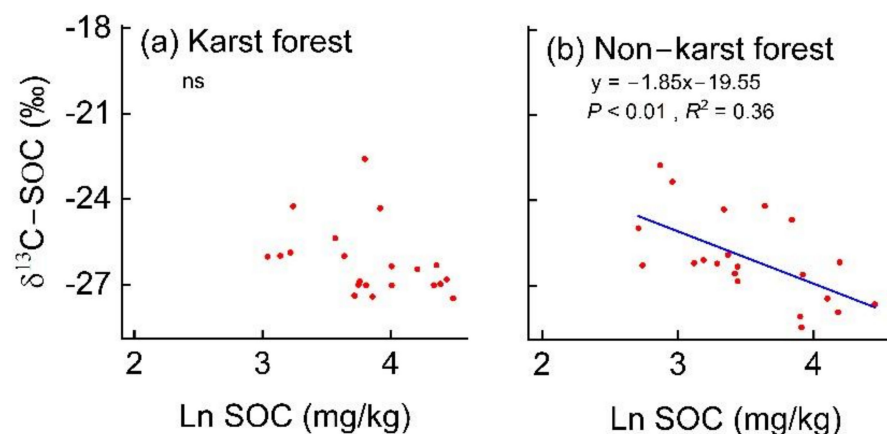 (a) Karst forest
ns
-18
-21
-24
-27
δ¹³C−SOC (‰)
2
3
4
Ln SOC (mg/kg)
(b) Non−karst forest
y = −1.85x−19.55
P < 0.01 , R² = 0.36
2
3
4
Ln SOC (mg/kg)